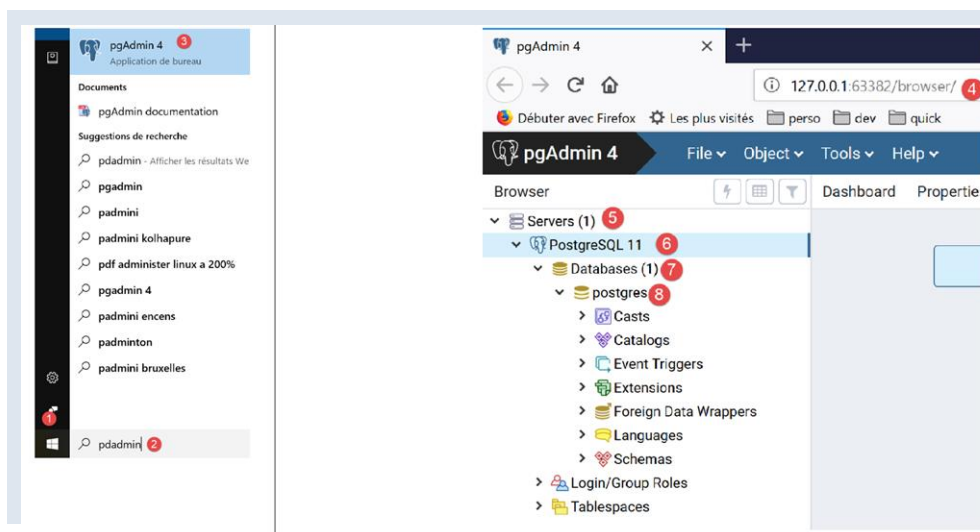 pgAdmin 4 3
Application de bureau
Documents
pgAdmin documentation
Suggestions de recherche
pdadmin - Afficher les résultats We
pgadmin
padmini
padmini kolhapure
pdf administer linux a 200%
pgadmin 4
padmini encens
padminton
padmini bruxelles
1
pdadmin 2
pgAdmin 4
127.0.0.1:63382/browser/ 4
Débuter avec Firefox Les plus visités perso dev quick
pgAdmin 4 File Object Tools Help
Browser Dashboard Propertie
Servers (1) 5
PostgreSQL 11 6
Databases (1) 7
postgres 8
Casts
Catalogs
Event Triggers
Extensions
Foreign Data Wrappers
Languages
Schemas
Login/Group Roles
Tablespaces